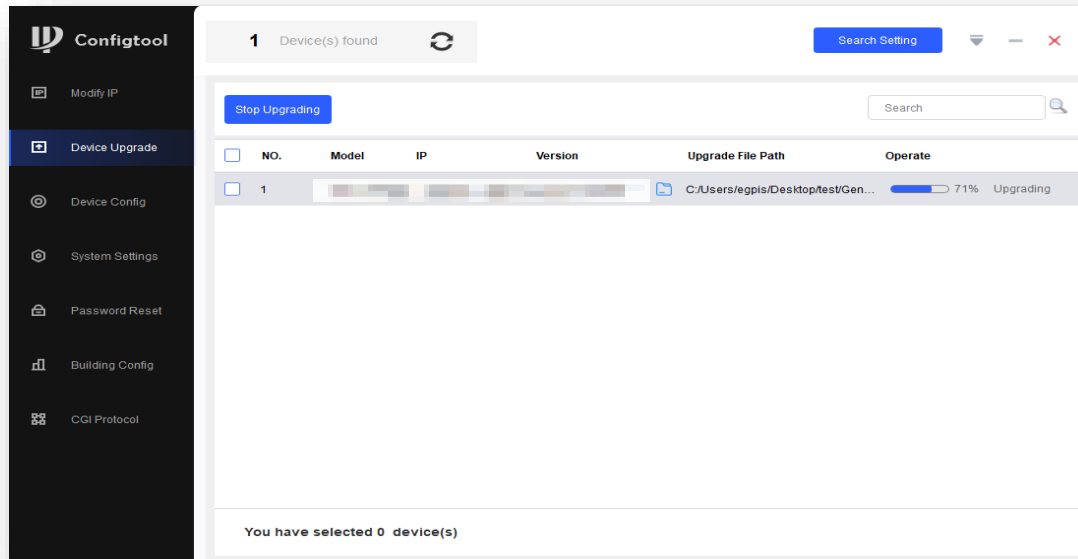 Configtool
1 Device(s) found
Search Setting
Modify IP
Device Upgrade
Device Config
System Settings
Password Reset
Building Config
CGI Protocol
Stop Upgrading
Search
NO. Model IP Version Upgrade File Path Operate
1 C:/Users/egpis/Desktop/test/Gen... 71% Upgrading
You have selected 0 device(s)